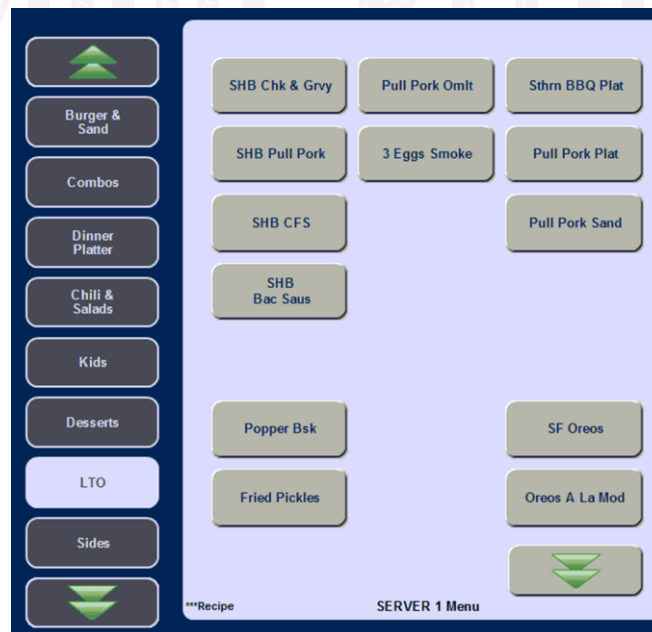 Burger &
Sand
Combos
Dinner
Platter
Chili &
Salads
Kids
Desserts
LTO
Sides
SHB Chk & Grvy
Pull Pork Omlt
Sthrn BBQ Plat
SHB Pull Pork
3 Eggs Smoke
Pull Pork Plat
SHB CFS
Pull Pork Sand
SHB
Bac Saus
Popper Bsk
SF Oreos
Fried Pickles
Oreos A La Mod
***Recipe
SERVER 1 Menu